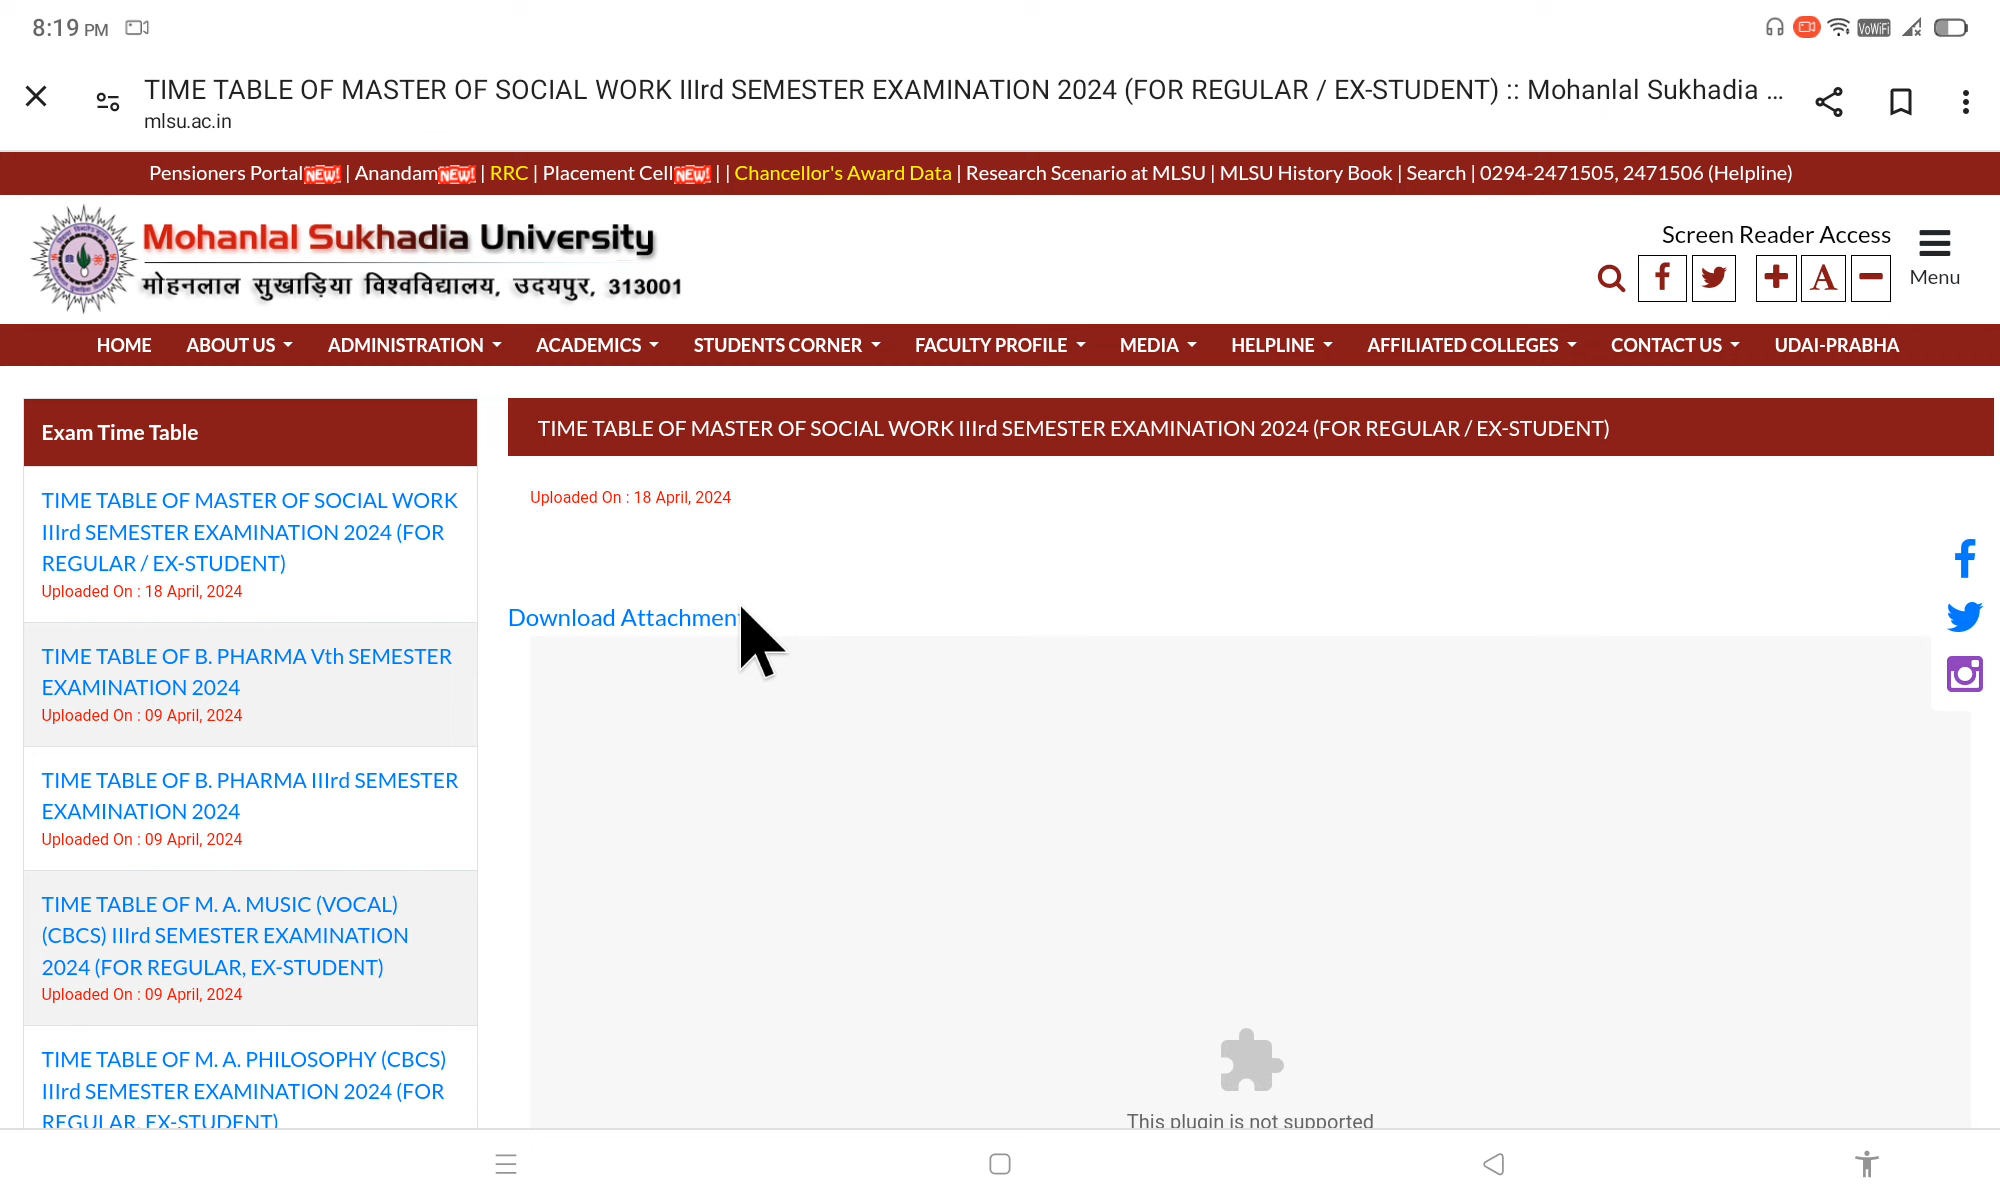 8:19 PM
VoWiFi
TIME TABLE OF MASTER OF SOCIAL WORK IIIrd SEMESTER EXAMINATION 2024 (FOR REGULAR / EX-STUDENT) :: Mohanlal Sukhadia ...
mlsu.ac.in
Pensioners Portal NEW! | Anandam NEW! | RRC | Placement Cell NEW! | | Chancellor's Award Data | Research Scenario at MLSU | MLSU History Book | Search | 0294-2471505, 2471506 (Helpline)
Mohanlal Sukhadia University
मोहनलाल सुखाड़िया विश्वविद्यालय, उदयपुर, 313001
Screen Reader Access
A
Menu
HOME ABOUT US ADMINISTRATION ACADEMICS STUDENTS CORNER FACULTY PROFILE MEDIA HELPLINE AFFILIATED COLLEGES CONTACT US UDAI-PRABHA
Exam Time Table
TIME TABLE OF MASTER OF SOCIAL WORK
IIIrd SEMESTER EXAMINATION 2024 (FOR
REGULAR / EX-STUDENT)
Uploaded On : 18 April, 2024
TIME TABLE OF B. PHARMA Vth SEMESTER
EXAMINATION 2024
Uploaded On : 09 April, 2024
TIME TABLE OF B. PHARMA IIIrd SEMESTER
EXAMINATION 2024
Uploaded On : 09 April, 2024
TIME TABLE OF M. A. MUSIC (VOCAL)
(CBCS) IIIrd SEMESTER EXAMINATION
2024 (FOR REGULAR, EX-STUDENT)
Uploaded On : 09 April, 2024
TIME TABLE OF M. A. PHILOSOPHY (CBCS)
IIIrd SEMESTER EXAMINATION 2024 (FOR
REGULAR, EX-STUDENT)
TIME TABLE OF MASTER OF SOCIAL WORK IIIrd SEMESTER EXAMINATION 2024 (FOR REGULAR / EX-STUDENT)
Uploaded On : 18 April, 2024
Download Attachment
This plugin is not supported